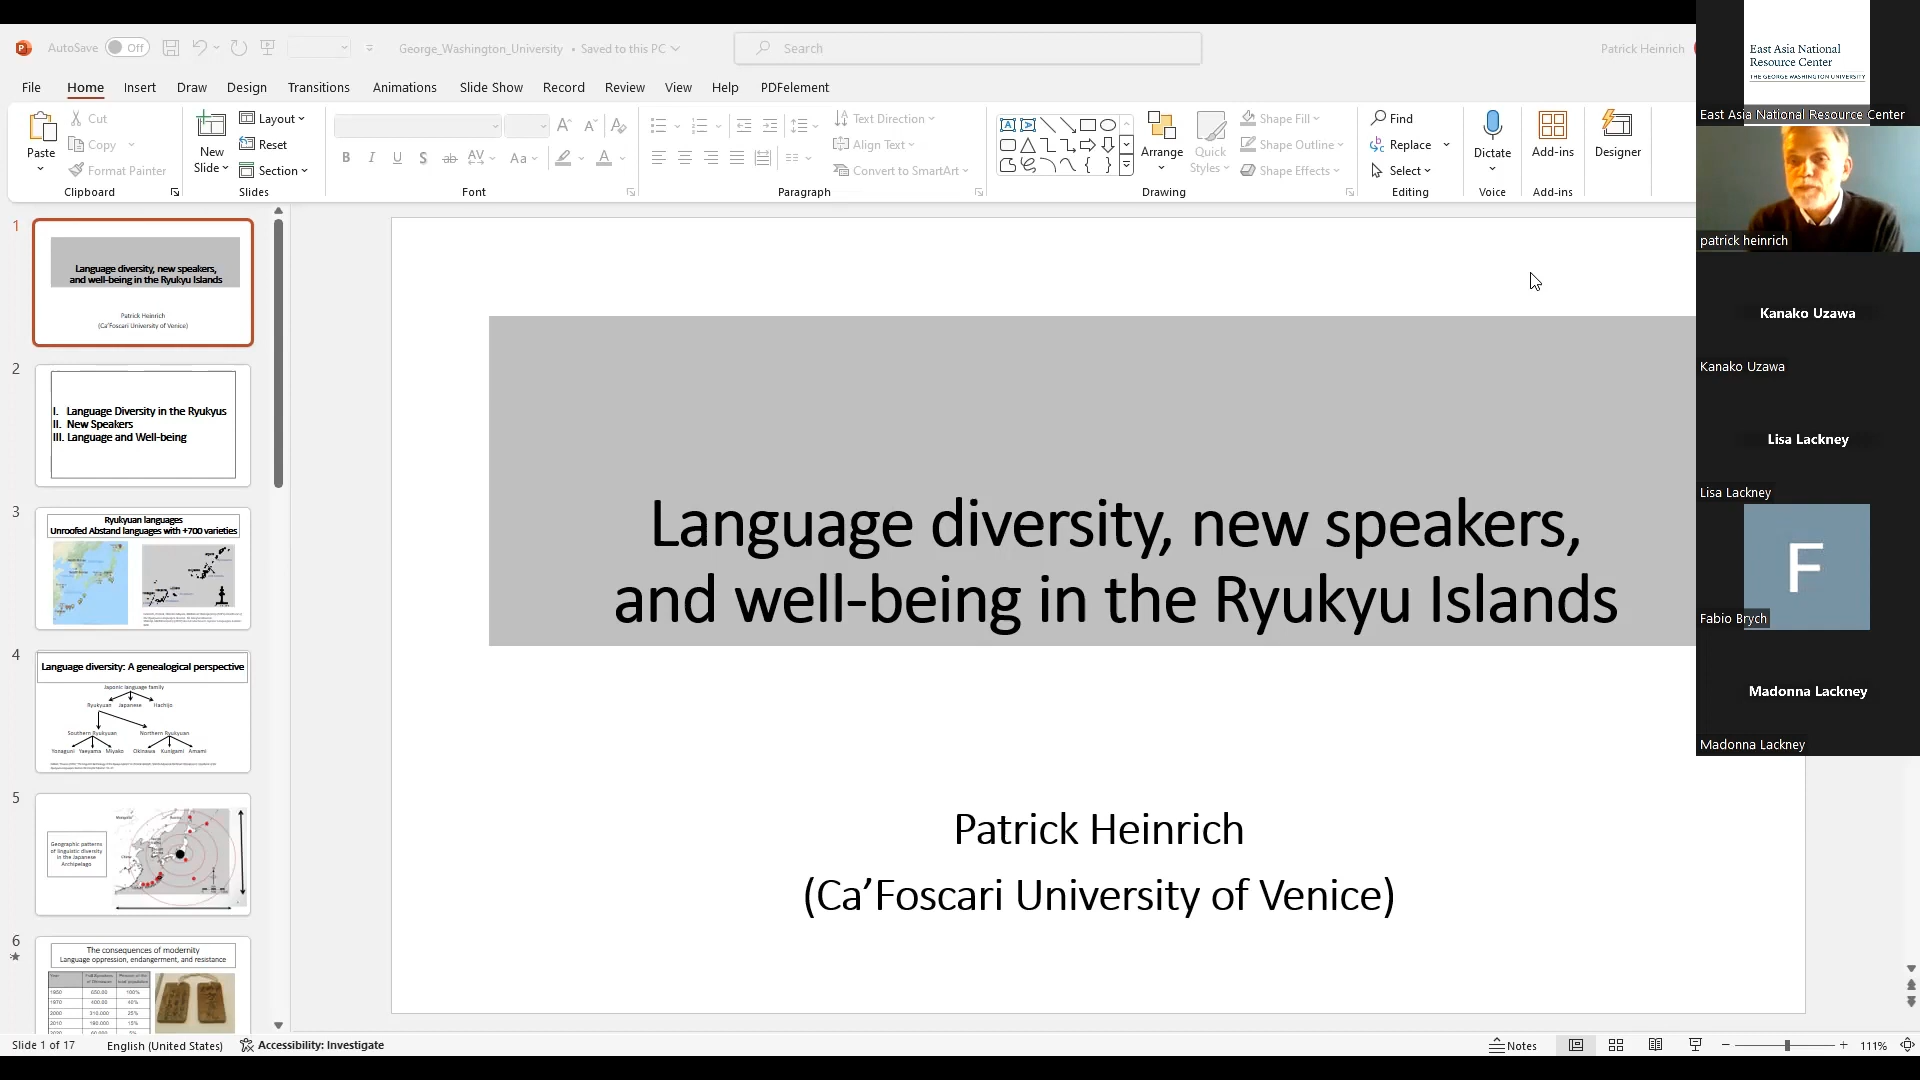 AutoSave
Off
George_Washington_University • Saved to this PC
Search
Patrick Heinrich
File
Home
Insert
Draw
Design
Transitions
Animations
Slide Show
Record
Review
View
Help
PDFelement
Paste
Cut
Copy
Format Painter
Clipboard
New
Slide
Layout
Reset
Section
Slides
Font
Text Direction
Align Text
Convert to SmartArt
Paragraph
Arrange
Quick
Styles
Shape Fill
Shape Outline
Shape Effects
Drawing
Find
Replace
Select
Editing
Dictate
Voice
Add-ins
Add-ins
Designer
1
Language diversity, new speakers,
and well-being in the Ryukyu Islands
Patrick Heinrich
(Ca'Foscari University of Venice)
2
I. Language Diversity in the Ryukyus
II. New Speakers
III. Language and Well-being
3
Ryukyuan languages
Unroofed Abstand languages with +700 varieties
4
Language diversity: A genealogical perspective
Japonic language family
Ryukyuan Japanese Hachijo
Southern Ryukyuan Northern Ryukyuan
Yonaguni Yaeyama Miyako Okinawa Kunigami Amami
5
Geographic patterns
of linguistic diversity
in the Japanese
Archipelago
6
The consequences of modernity
Language oppression, endangerment, and resistance
Language diversity, new speakers,
and well-being in the Ryukyu Islands
Patrick Heinrich
(Ca’Foscari University of Venice)
East Asia National
Resource Center
THE GEORGE WASHINGTON UNIVERSITY
East Asia National Resource Center
patrick heinrich
Kanako Uzawa
Kanako Uzawa
Lisa Lackney
Lisa Lackney
F
Fabio Brych
Madonna Lackney
Madonna Lackney
Slide 1 of 17
English (United States)
Accessibility: Investigate
Notes
111%